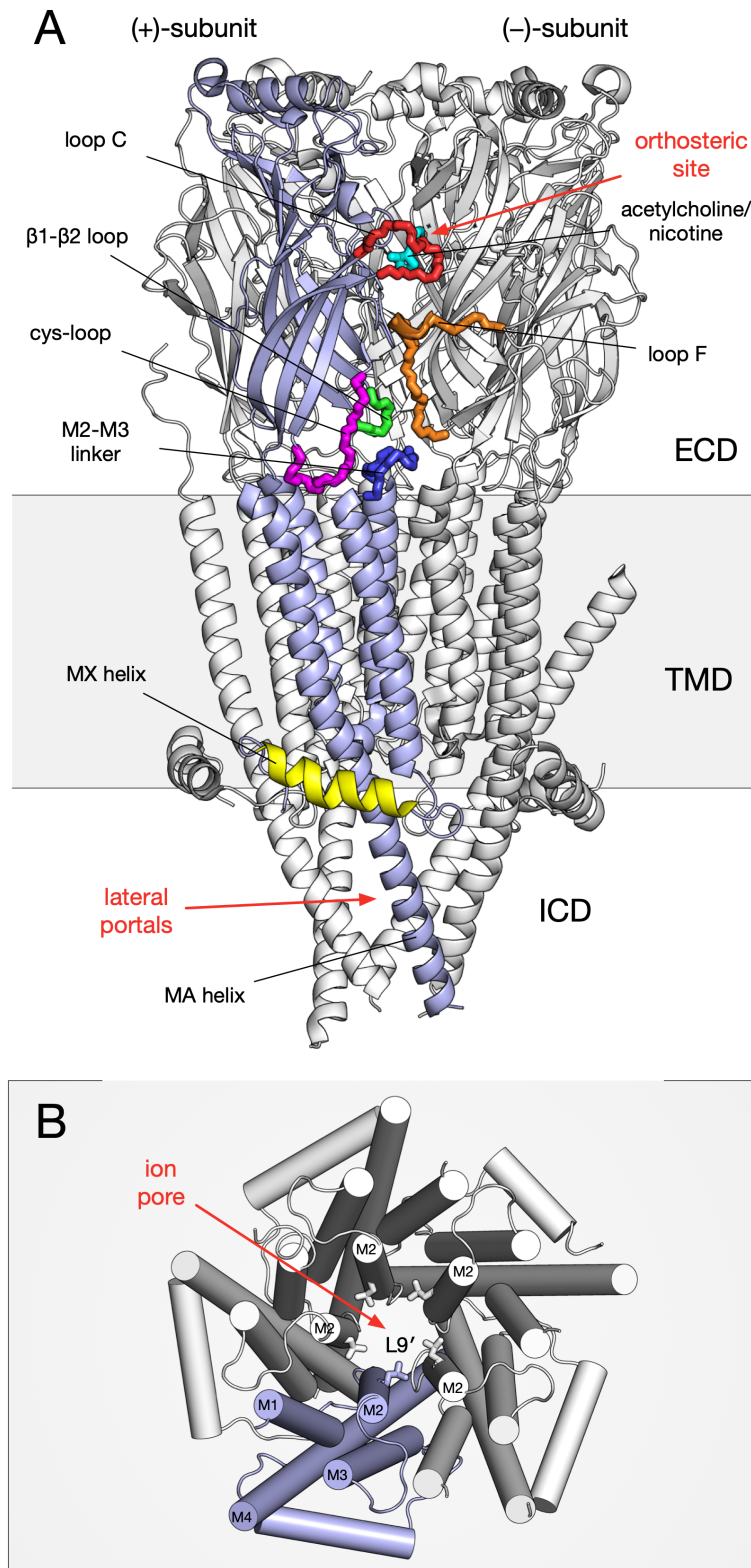 A
(+)-subunit
(–)-subunit
loop C
orthosteric
site
acetylcholine/
nicotine
β1-β2 loop
cys-loop
loop F
M2-M3
linker
ECD
MX helix
TMD
lateral
portals
ICD
MA helix
B
ion
pore
M2
M2
M2
L9′
M2
M1
M2
M3
M4